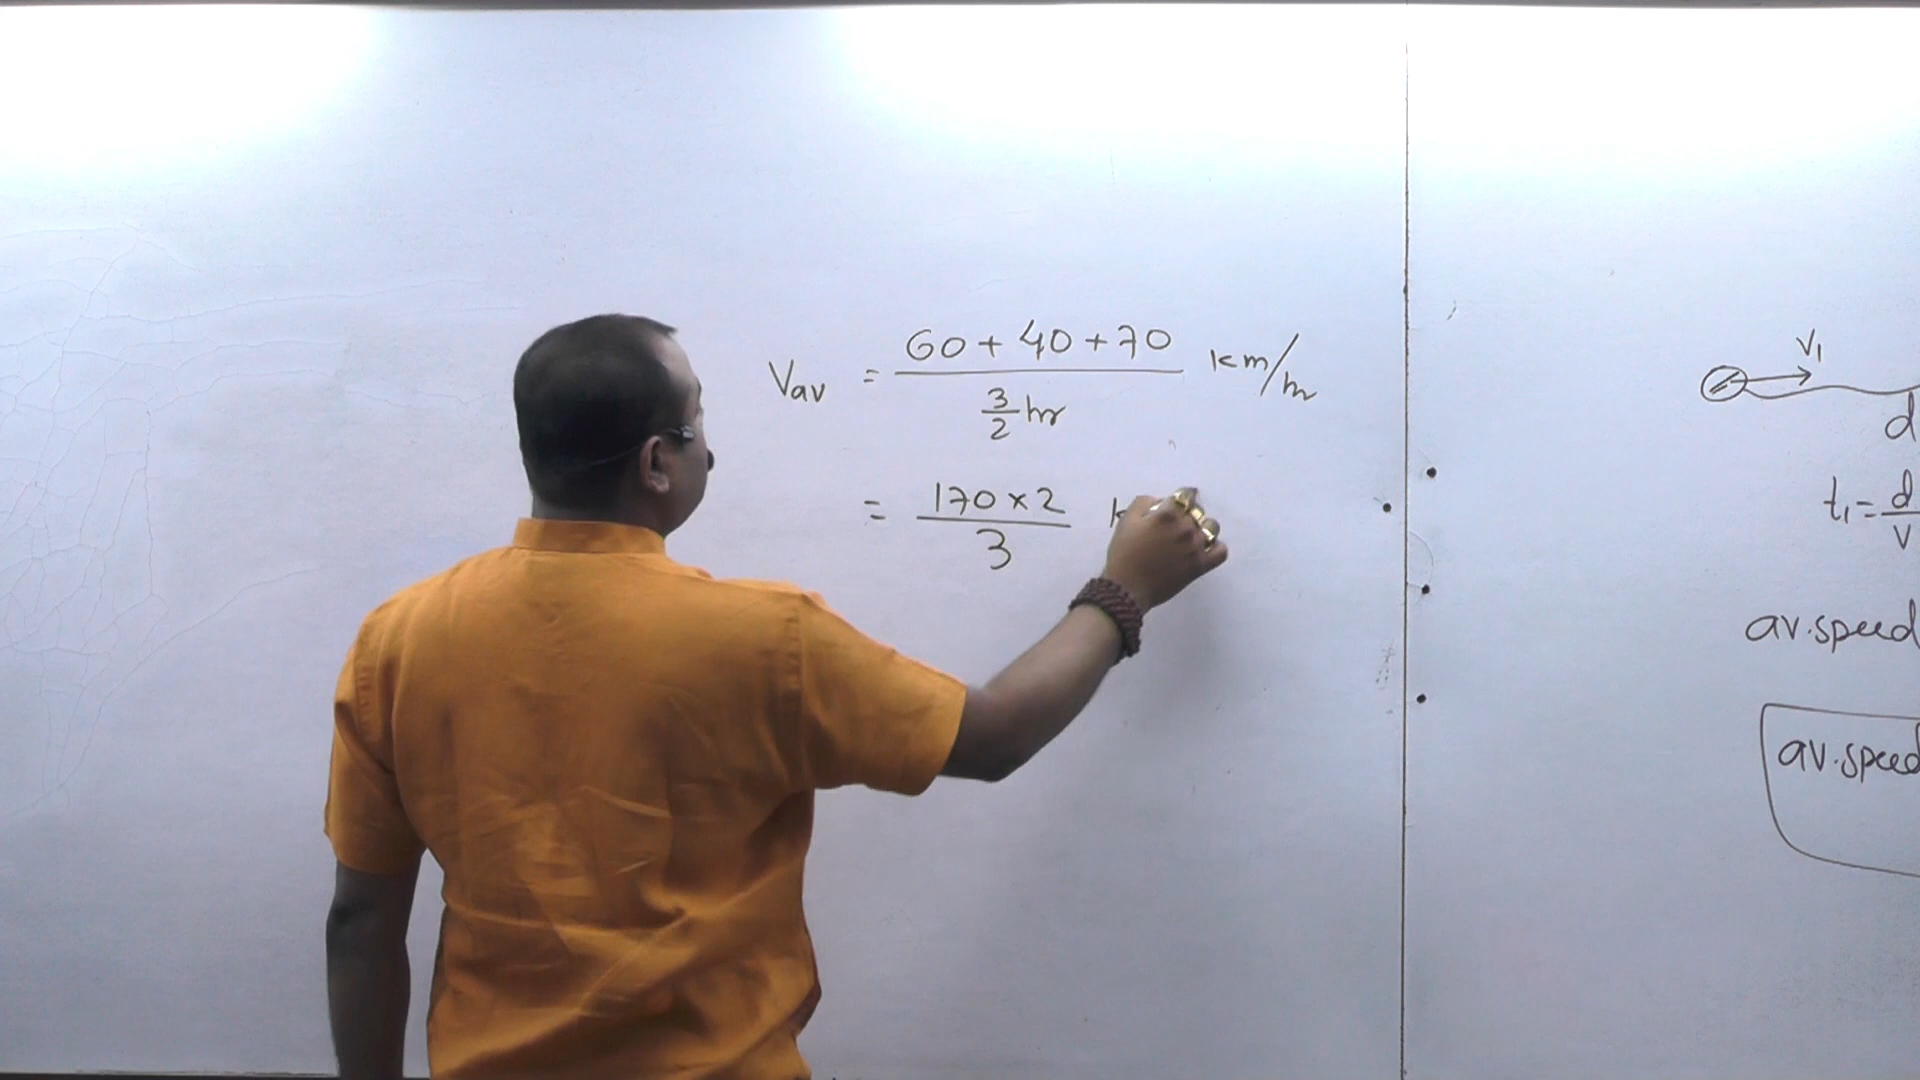 Vav = 60 + 40 + 70 / 3/2 hr km/hr
= 170 × 2 / 3 k
V1
d
t1 = d / v
av. speed
av. speed